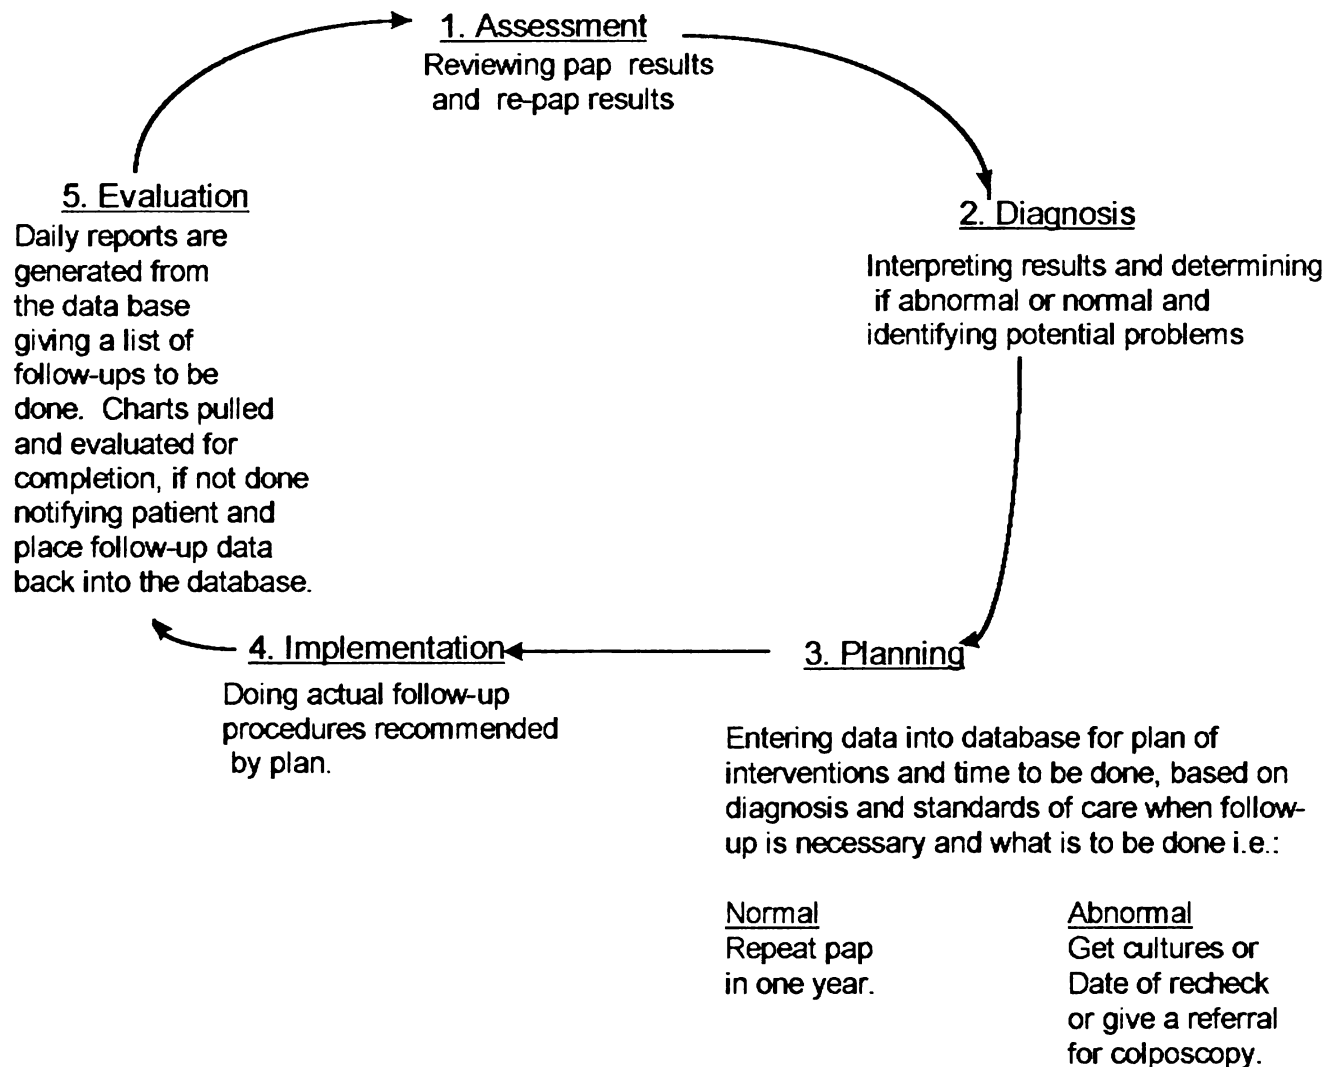 1. Assessment
Reviewing pap results
and re-pap results
2. Diagnosis
Interpreting results and determining
if abnormal or normal and
identifying potential problems
3. Planning
Entering data into database for plan of
interventions and time to be done, based on
diagnosis and standards of care when follow-
up is necessary and what is to be done i.e.:
Normal
Repeat pap
in one year.
Abnormal
Get cultures or
Date of recheck
or give a referral
for colposcopy.
4. Implementation
Doing actual follow-up
procedures recommended
by plan.
5. Evaluation
Daily reports are
generated from
the data base
giving a list of
follow-ups to be
done. Charts pulled
and evaluated for
completion, if not done
notifying patient and
place follow-up data
back into the database.